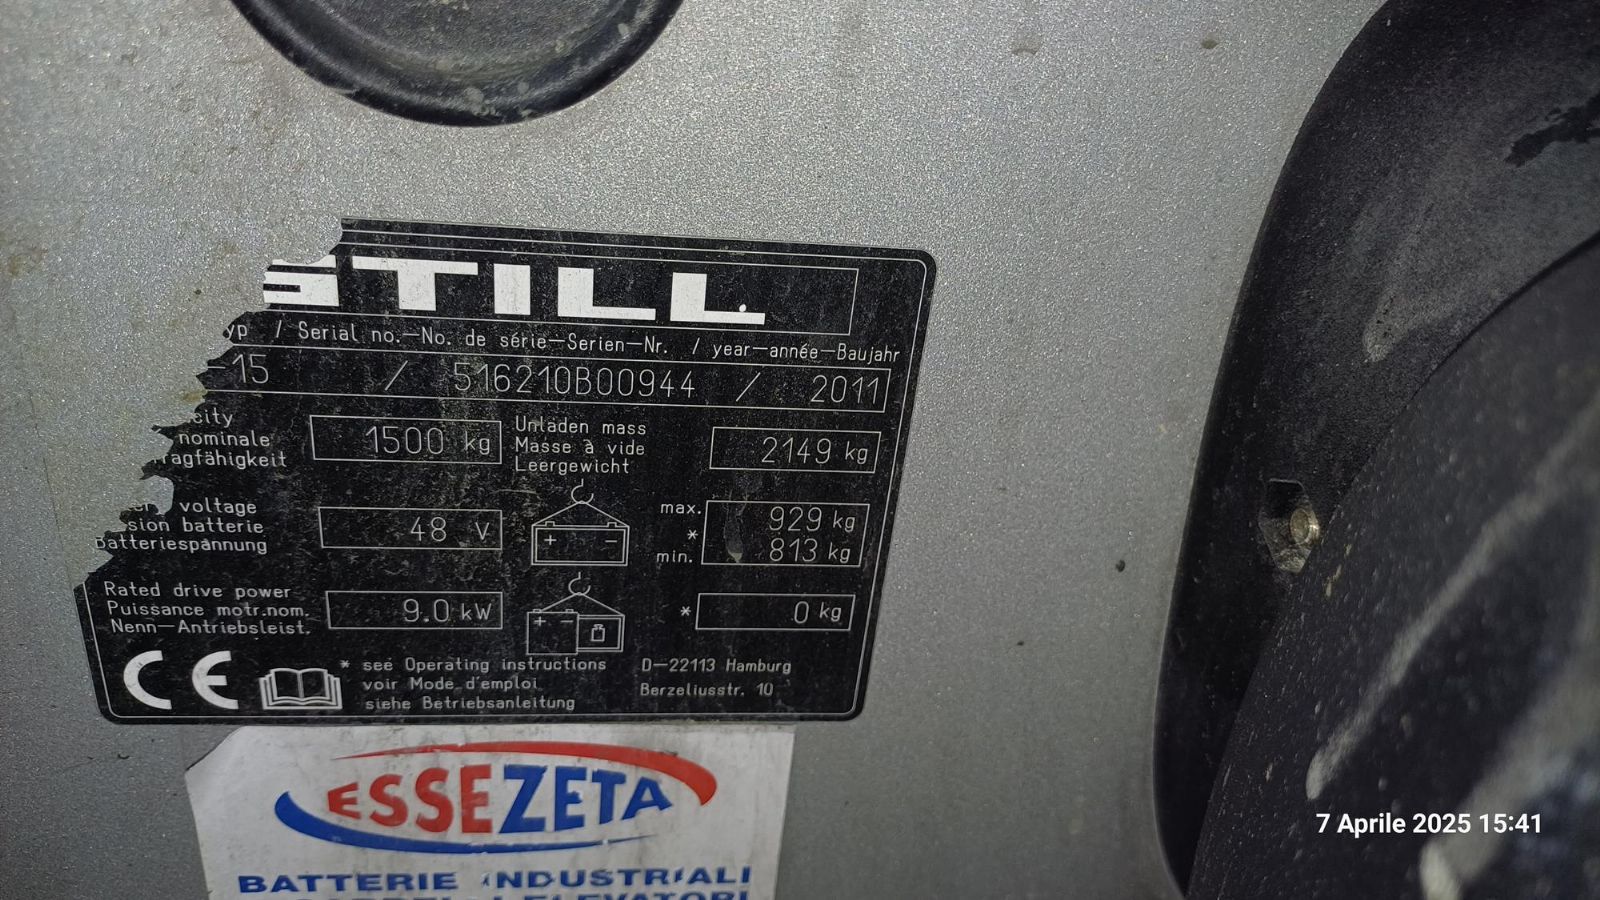 STILL
yp / Serial no.—No. de série—Serien—Nr. / year—année—Baujahr
-15 / 516210B00944 / 2011
city
nominale
ragfähigkeit
1500 kg
Unladen mass
Masse à vide
Leergewicht
2149 kg
voltage
sion batterie
Batteriespannung
48 V
+ −
max. 929 kg
*
min. 813 kg
Rated drive power
Puissance motr.nom.
Nenn—Antriebsleist.
9.0 kW
+ −
* 0 kg
CE
* see Operating instructions
voir Mode d'emploi
siehe Betriebsanleitung
D—22113 Hamburg
Berzeliusstr. 10
ESSEZETA
BATTERIE INDUSTRIALI
7 Aprile 2025 15:41